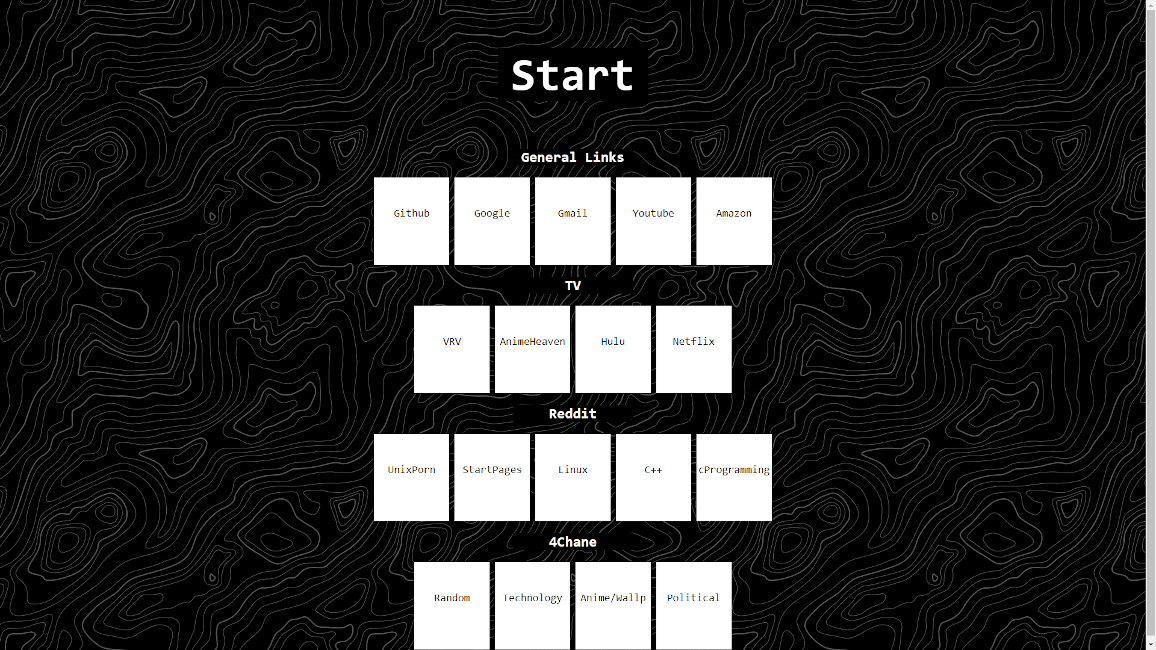 Start
General Links
Github Google Gmail Youtube Amazon
TV
VRV AnimeHeaven Hulu Netflix
Reddit
UnixPorn StartPages Linux C++ cProgramming
4Chane
Random Technology Anime/Wallp Political